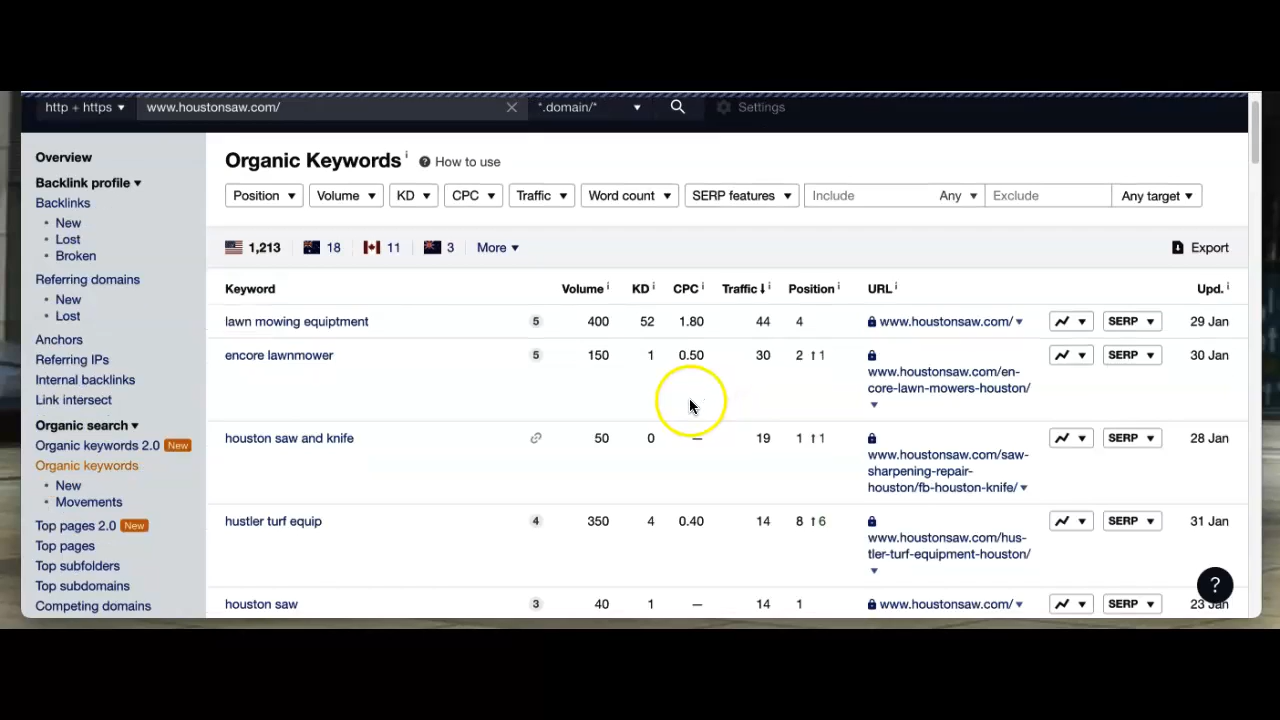 http + https ▾ www.houstonsaw.com/ *.domain/* ▾ Settings
Overview
Backlink profile ▾
Backlinks
• New
• Lost
• Broken
Referring domains
• New
• Lost
Anchors
Referring IPs
Internal backlinks
Link intersect
Organic search ▾
Organic keywords 2.0 New
Organic keywords
• New
• Movements
Top pages 2.0 New
Top pages
Top subfolders
Top subdomains
Competing domains
Organic Keywords i ? How to use
Position ▾ Volume ▾ KD ▾ CPC ▾ Traffic ▾ Word count ▾ SERP features ▾ Include Any ▾ Exclude Any target ▾
1,213 18 11 3 More ▾ Export
Keyword Volume i KD i CPC i Traffic ↓ i Position i URL i Upd. i
lawn mowing equiptment 5 400 52 1.80 44 4 www.houstonsaw.com/ ▾ SERP ▾ 29 Jan
encore lawnmower 5 150 1 0.50 30 2 ↑1 SERP ▾ 30 Jan
www.houstonsaw.com/en-
core-lawn-mowers-houston/
▾
houston saw and knife 50 0 — 19 1 ↑1 SERP ▾ 28 Jan
www.houstonsaw.com/saw-
sharpening-repair-
houston/fb-houston-knife/ ▾
hustler turf equip 4 350 4 0.40 14 8 ↑6 SERP ▾ 31 Jan
www.houstonsaw.com/hus-
tler-turf-equipment-houston/
▾
houston saw 3 40 1 — 14 1 www.houstonsaw.com/ ▾ SERP ▾ 23 Jan
?